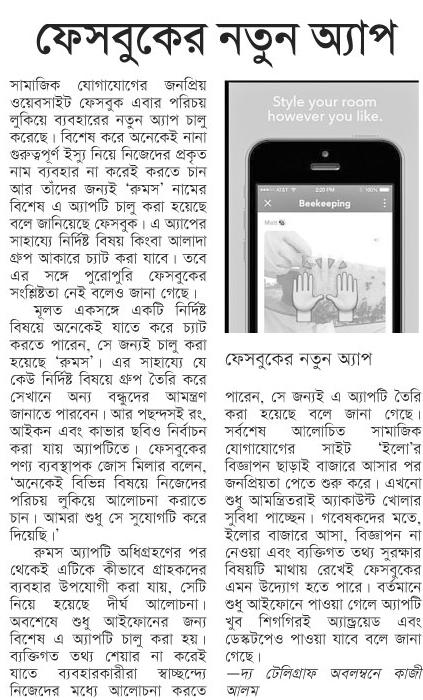 ফেসবুকের নতুন অ্যাপ
সামাজিক যোগাযোগের জনপ্রিয়
ওয়েবসাইট ফেসবুক এবার পরিচয়
লুকিয়ে ব্যবহারের নতুন অ্যাপ চালু
করেছে। বিশেষ করে অনেকেই নানা
গুরুত্বপূর্ণ ইস্যু নিয়ে নিজেদের প্রকৃত
নাম ব্যবহার না করেই করতে চান
আর তাঁদের জন্যই ‘রুমস’ নামের
বিশেষ এ অ্যাপটি চালু করা হয়েছে
বলে জানিয়েছে ফেসবুক। এ অ্যাপের
সাহায্যে নির্দিষ্ট বিষয় কিংবা আলাদা
গ্রুপ আকারে চ্যাট করা যাবে। তবে
এর সঙ্গে পুরোপুরি ফেসবুকের
সংশ্লিষ্টতা নেই বলেও জানা গেছে।
মূলত একসঙ্গে একটি নির্দিষ্ট
বিষয়ে অনেকেই যাতে করে চ্যাট
করতে পারেন, সে জন্যই চালু করা
হয়েছে ‘রুমস’। এর সাহায্যে যে
কেউ নির্দিষ্ট বিষয়ে গ্রুপ তৈরি করে
সেখানে অন্য বন্ধুদের আমন্ত্রণ
জানাতে পারবেন। আর পছন্দসই রং,
আইকন এবং কাভার ছবিও নির্বাচন
করা যায় অ্যাপটিতে। ফেসবুকের
পণ্য ব্যবস্থাপক জোস মিলার বলেন,
‘অনেকেই বিভিন্ন বিষয়ে নিজেদের
পরিচয় লুকিয়ে আলোচনা করাতে
চান। আমরা শুধু সে সুযোগটি করে
দিয়েছি।’
রুমস অ্যাপটি অধিগ্রহণের পর
থেকেই এটিকে কীভাবে গ্রাহকদের
ব্যবহার উপযোগী করা যায়, সেটি
নিয়ে হয়েছে দীর্ঘ আলোচনা।
অবশেষে শুধু আইফোনের জন্য
বিশেষ এ অ্যাপটি চালু করা হয়।
ব্যক্তিগত তথ্য শেয়ার না করেই
যাতে ব্যবহারকারীরা স্বাচ্ছন্দ্যে
নিজেদের মধ্যে আলোচনা করতে
Style your room
however you like.
AT&T
2:20 PM
100%
Beekeeping
Matt
ফেসবুকের নতুন অ্যাপ
পারেন, সে জন্যই এ অ্যাপটি তৈরি
করা হয়েছে বলে জানা গেছে।
সর্বশেষ আলোচিত সামাজিক
যোগাযোগের সাইট ‘ইলো’র
বিজ্ঞাপন ছাড়াই বাজারে আসার পর
জনপ্রিয়তা পেতে শুরু করে। এখনো
শুধু আমন্ত্রিতরাই অ্যাকাউন্ট খোলার
সুবিধা পাচ্ছেন। গবেষকদের মতে,
ইলোর বাজারে আসা, বিজ্ঞাপন না
নেওয়া এবং ব্যক্তিগত তথ্য সুরক্ষার
বিষয়টি মাথায় রেখেই ফেসবুকের
এমন উদ্যোগ হতে পারে। বর্তমানে
শুধু আইফোনে পাওয়া গেলে অ্যাপটি
খুব শিগগিরই অ্যান্ড্রয়েড এবং
ডেস্কটপেও পাওয়া যাবে বলে জানা
গেছে।
—দ্য টেলিগ্রাফ অবলম্বনে কাজী
আলম